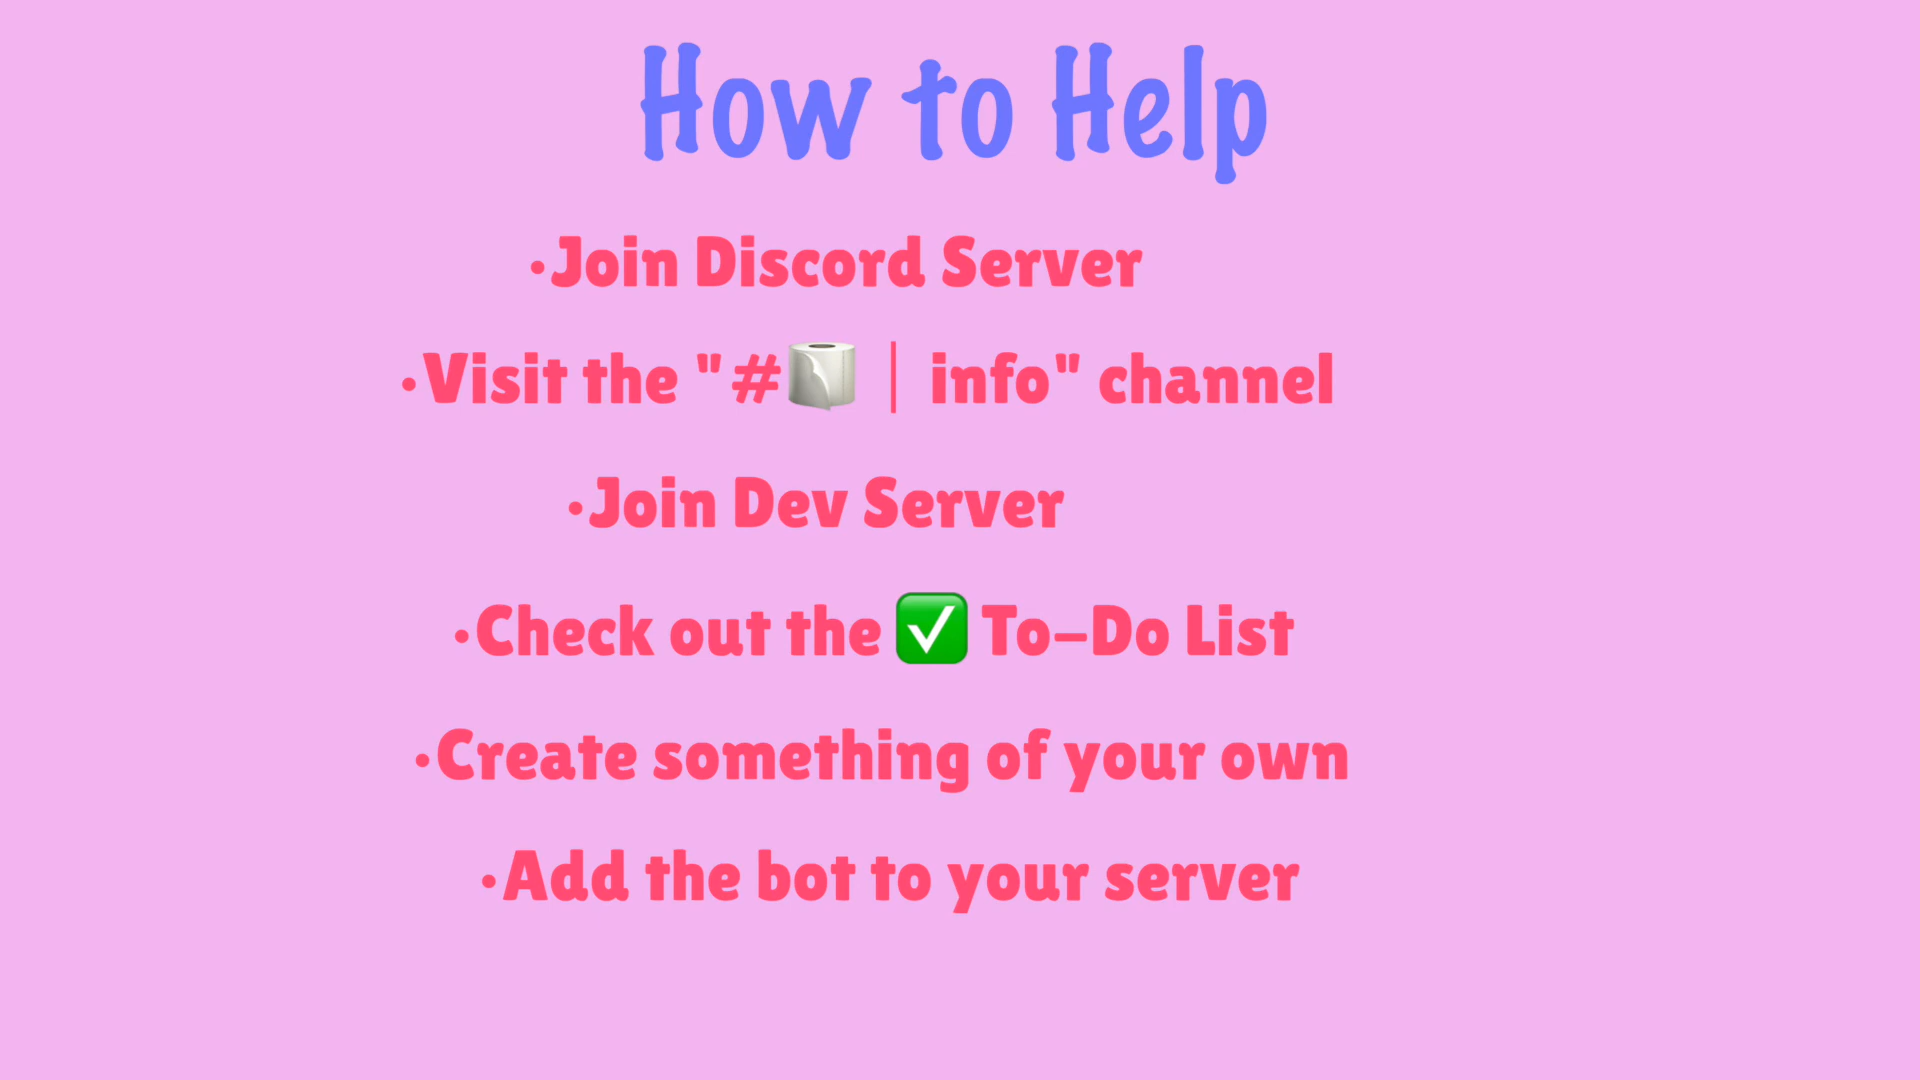 How to Help
•Join Discord Server
•Visit the "#🧻 | info" channel
•Join Dev Server
•Check out the ✅ To-Do List
•Create something of your own
•Add the bot to your server